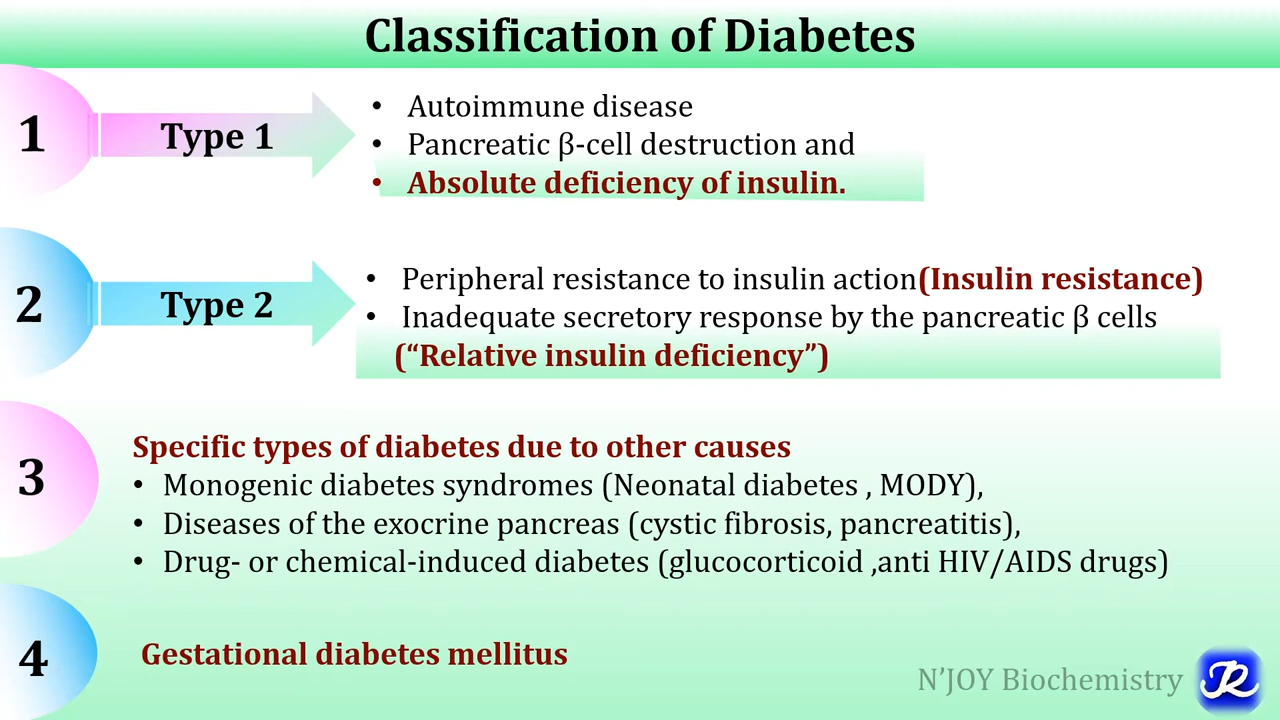 Classification of Diabetes
1
Type 1
• Autoimmune disease
• Pancreatic β-cell destruction and
• Absolute deficiency of insulin.
2
Type 2
• Peripheral resistance to insulin action(Insulin resistance)
• Inadequate secretory response by the pancreatic β cells
(“Relative insulin deficiency”)
3
Specific types of diabetes due to other causes
• Monogenic diabetes syndromes (Neonatal diabetes , MODY),
• Diseases of the exocrine pancreas (cystic fibrosis, pancreatitis),
• Drug- or chemical-induced diabetes (glucocorticoid ,anti HIV/AIDS drugs)
4
Gestational diabetes mellitus
N’JOY Biochemistry